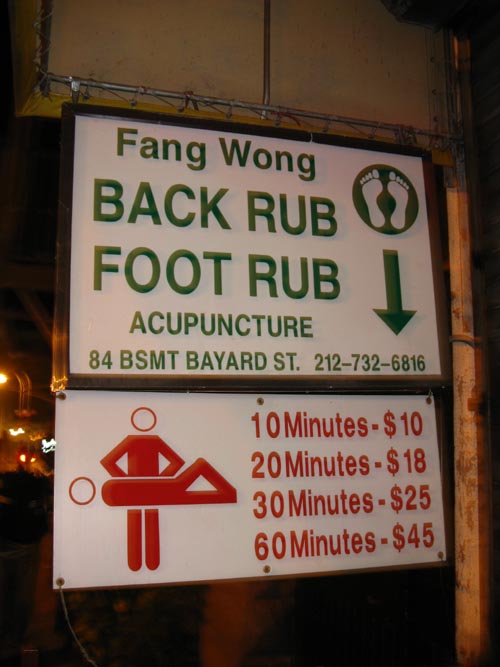 Fang Wong
BACK RUB
FOOT RUB
ACUPUNCTURE
84 BSMT BAYARD ST. 212-732-6816
10 Minutes - $10
20 Minutes - $18
30 Minutes - $25
60 Minutes - $45